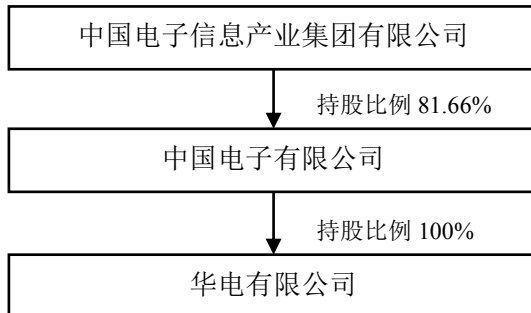 中国电子信息产业集团有限公司
持股比例 81.66%
中国电子有限公司
持股比例 100%
华电有限公司